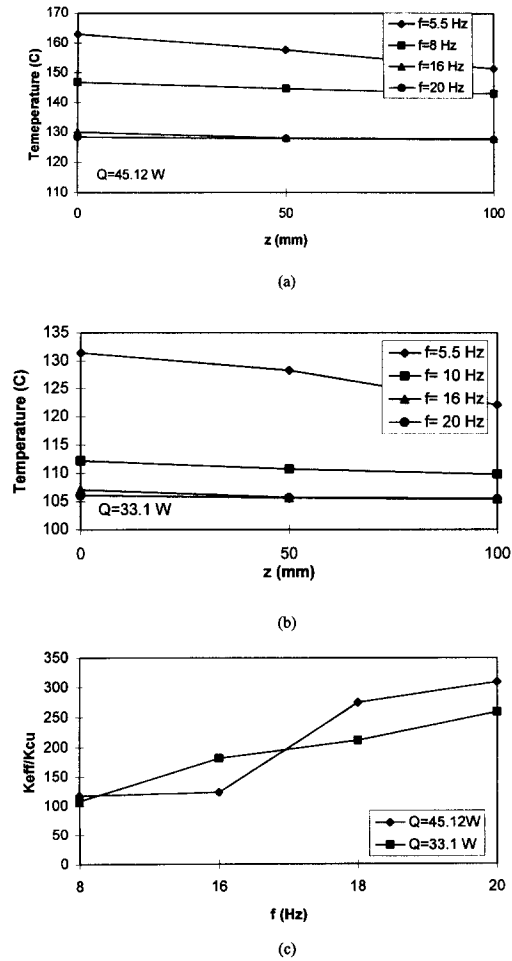 Temeperature (C)
170
160
150
140
130
120
110
f=5.5 Hz
f=8 Hz
f=16 Hz
f=20 Hz
Q=45.12 W
0 50 100
z (mm)
(a)
Temperature (C)
135
130
125
120
115
110
105
100
f=5.5 Hz
f= 10 Hz
f= 16 Hz
f= 20 Hz
Q=33.1 W
0 50 100
z (mm)
(b)
Keff/Kcu
350
300
250
200
150
100
50
0
Q=45.12W
Q=33.1 W
8 16 18 20
f (Hz)
(c)